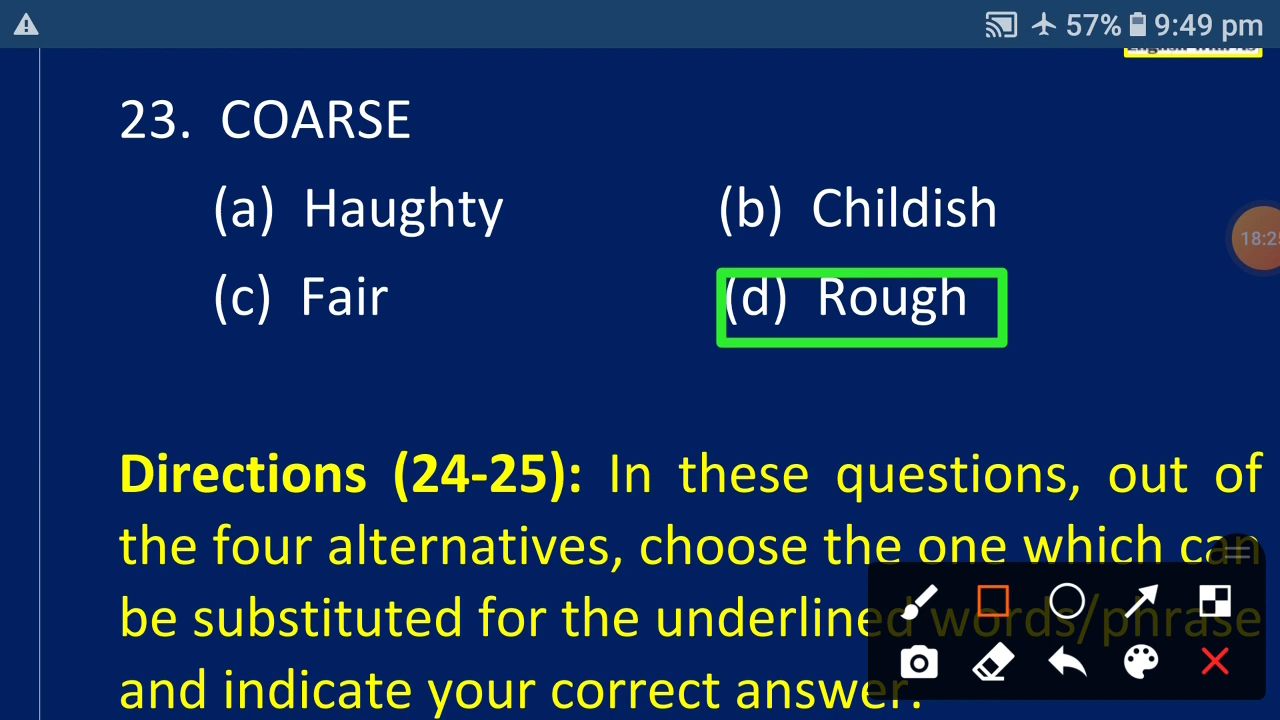 57% 9:49 pm
23. COARSE
(a) Haughty (b) Childish
18:25
(c) Fair (d) Rough
Directions (24-25): In these questions, out of
the four alternatives, choose the one which can
be substituted for the underlined words/phrase
and indicate your correct answer.